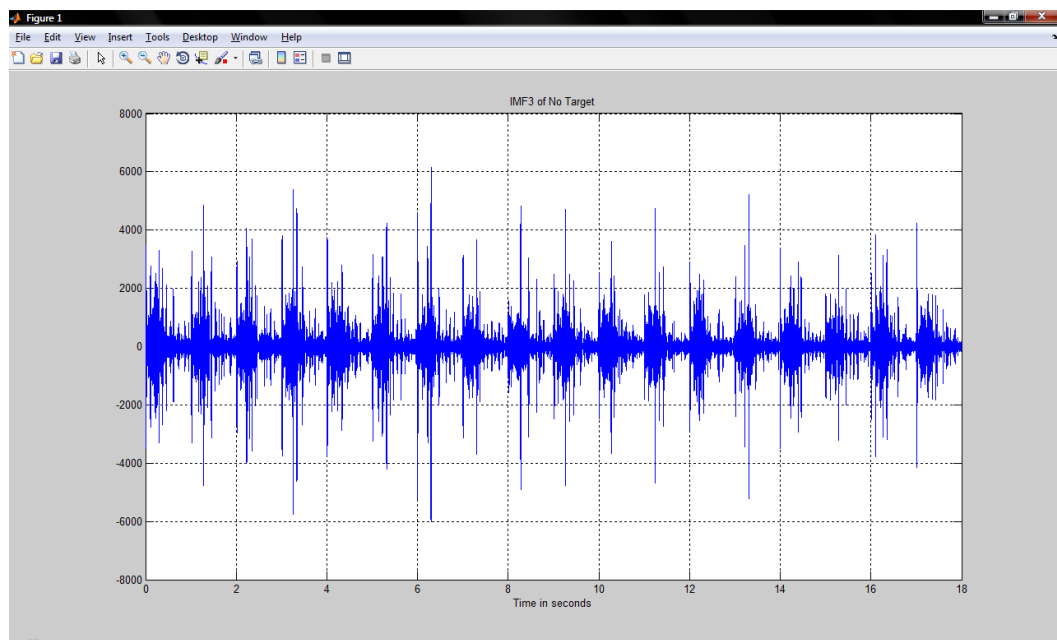 Figure 1
File Edit View Insert Tools Desktop Window Help
IMF3 of No Target
8000
6000
4000
2000
0
-2000
-4000
-6000
-8000
0 2 4 6 8 10 12 14 16 18
Time in seconds